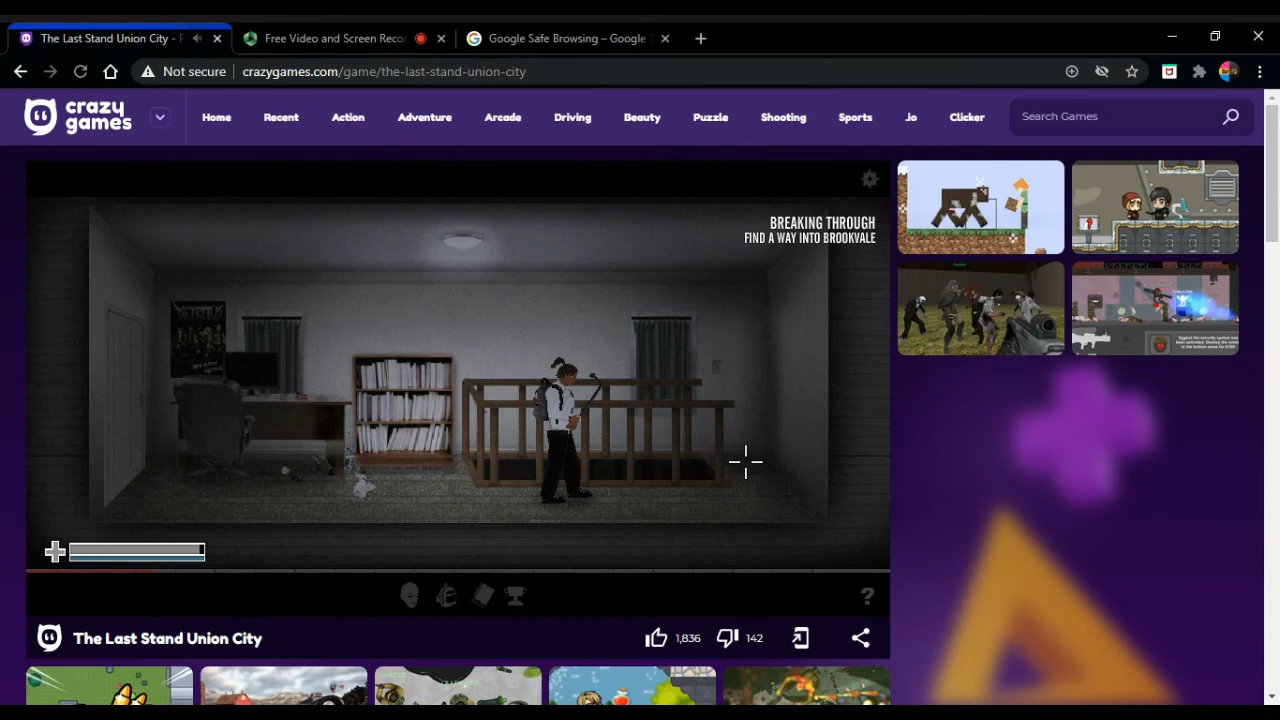 The Last Stand Union City - P
Free Video and Screen Recor
Google Safe Browsing – Google T
Not secure
crazygames.com/game/the-last-stand-union-city
crazy
games
Home
Recent
Action
Adventure
Arcade
Driving
Beauty
Puzzle
Shooting
Sports
.io
Clicker
Search Games
BREAKING THROUGH
FIND A WAY INTO BROOKVALE
?
The Last Stand Union City
1,836
142